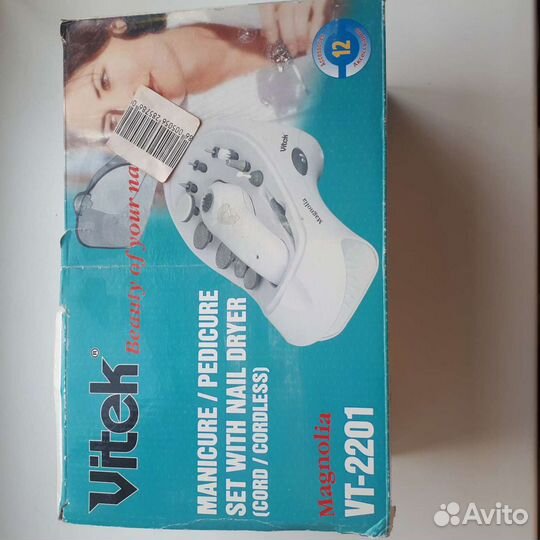 Vitek®
Beauty of your na
MANICURE / PEDICURE
SET WITH NAIL DRYER
(CORD / CORDLESS)
Magnolia
VT-2201
12
Vitek
Magnolia
Avito